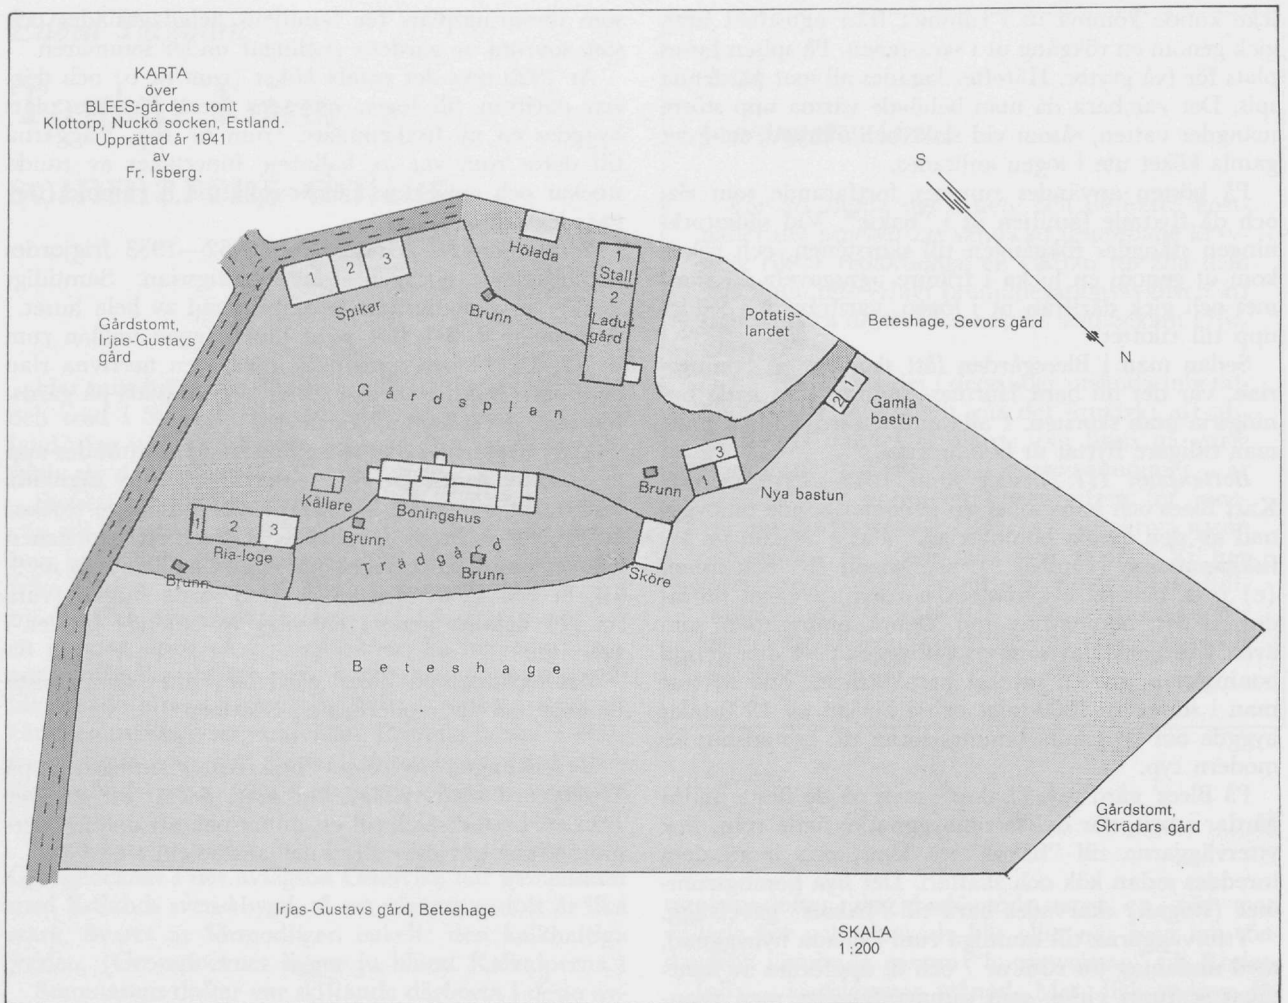 KARTA
över
BLEES-gårdens tomt
Klottorp, Nuckö socken, Estland.
Upprättad år 1941
av
Fr. Isberg.
S
N
Hölada
1
Stall
2
Ladu-
gård
1 2 3
Spikar
Brunn
Potatis-
landet
Beteshage, Sevors gård
Gårdstomt,
Irjas-Gustavs
gård
Gårdsplan
1
2
Gamla
bastun
3
1
Brunn
Nya bastun
Källare
Boningshus
1 2 3
Ria-loge
Brunn
Trädgård
Brunn
Brunn
Sköre
Beteshage
Gårdstomt,
Skrädars gård
Irjas-Gustavs gård, Beteshage
SKALA
1:200